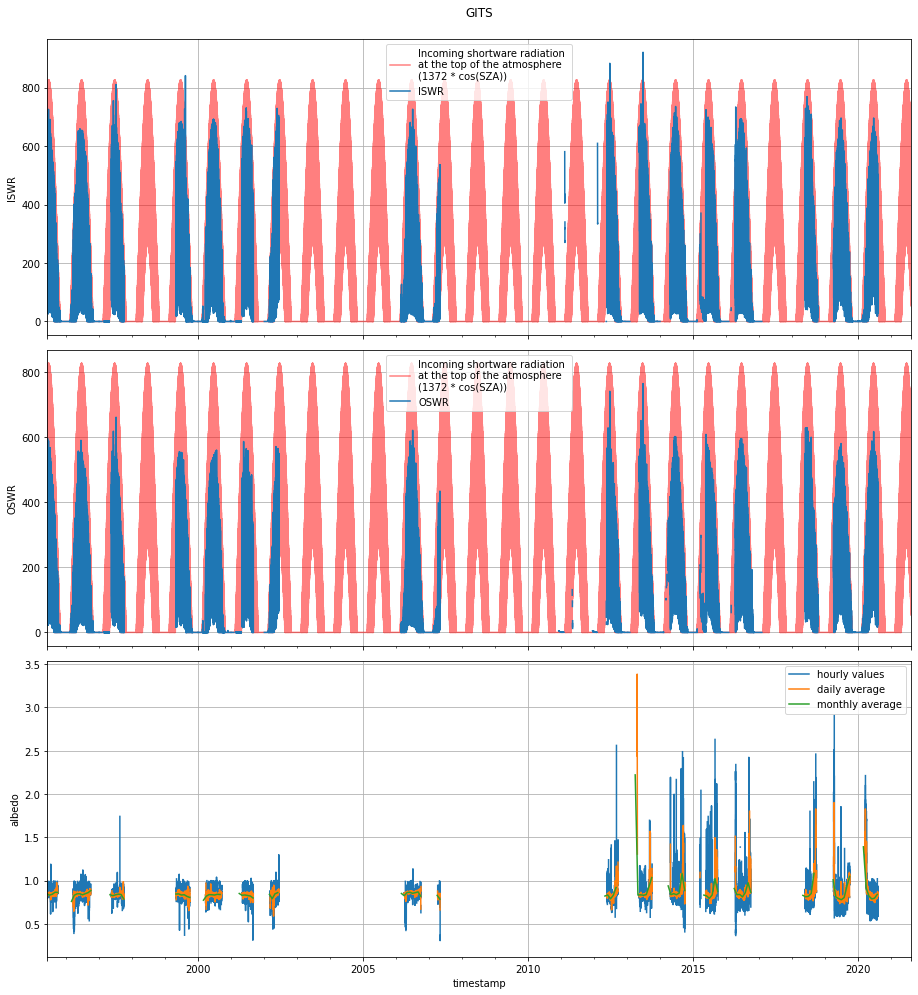 GITS
Incoming shortware radiation
at the top of the atmosphere
(1372 * cos(SZA))
ISWR
800
600
400
200
0
ISWR
Incoming shortware radiation
at the top of the atmosphere
(1372 * cos(SZA))
OSWR
800
600
400
200
0
OSWR
hourly values
daily average
monthly average
3.5
3.0
2.5
2.0
1.5
1.0
0.5
albedo
2000
2005
2010
2015
2020
timestamp